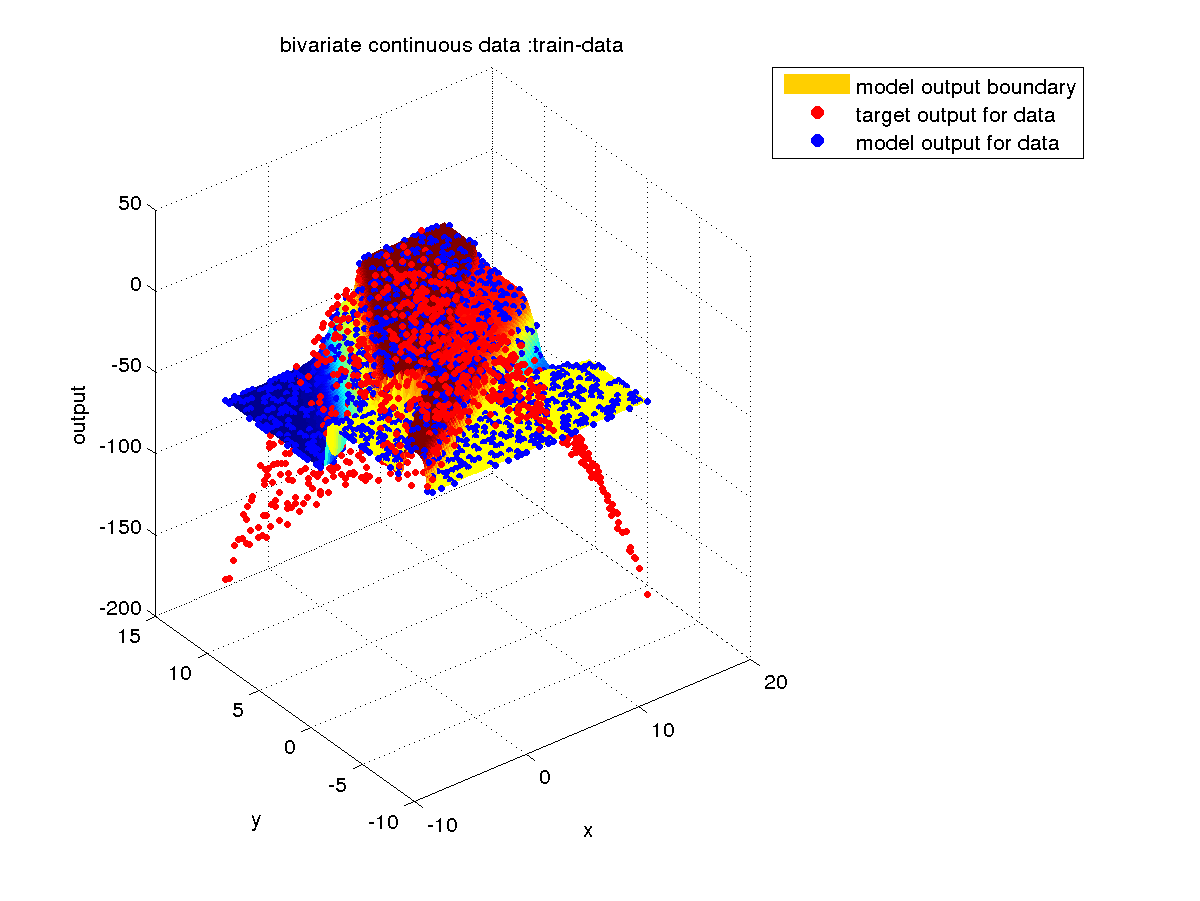 bivariate continuous data :train-data
model output boundary
target output for data
model output for data
50
0
-50
-100
-150
-200
output
15
10
5
0
-5
-10
y
-10
0
10
20
x